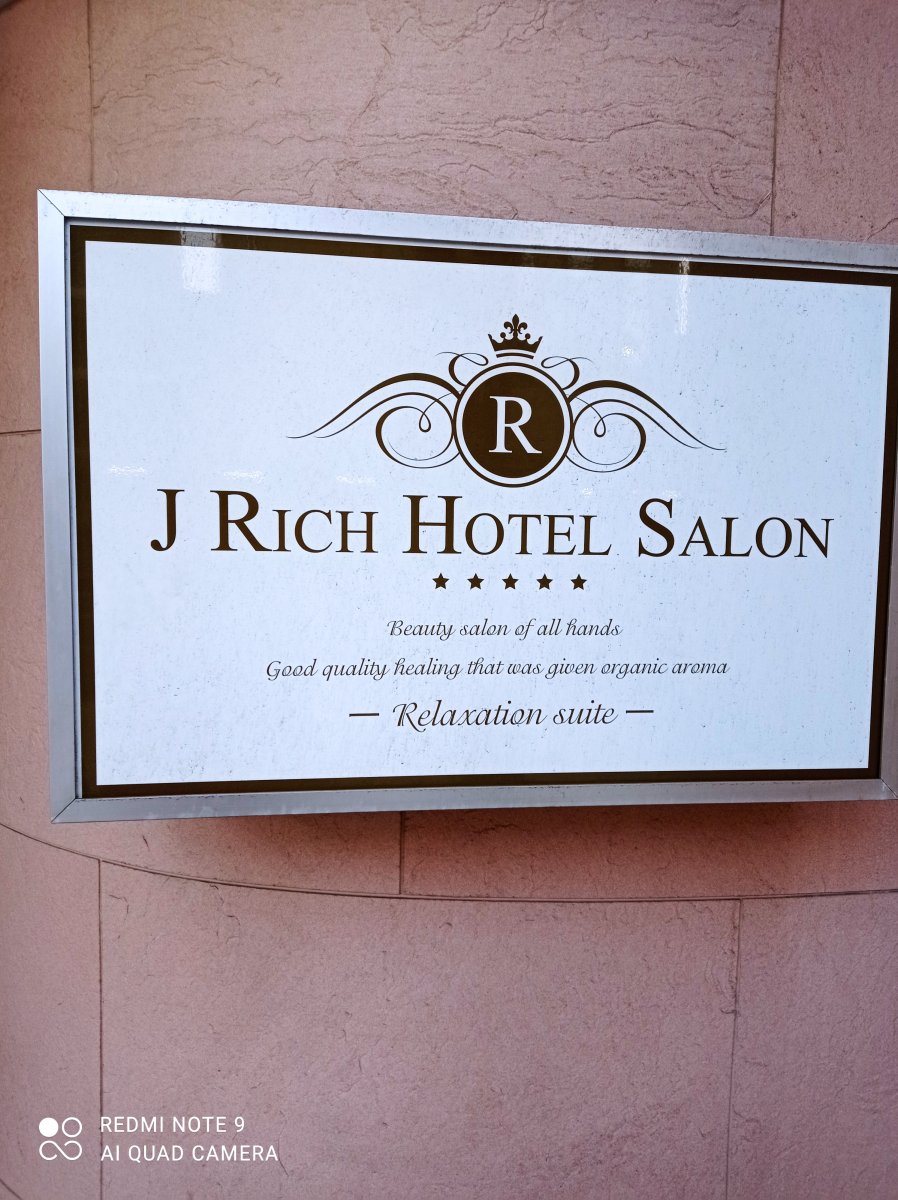 R
J RICH HOTEL SALON
★★★★★
Beauty salon of all hands
Good quality healing that was given organic aroma
— Relaxation suite —
REDMI NOTE 9
AI QUAD CAMERA